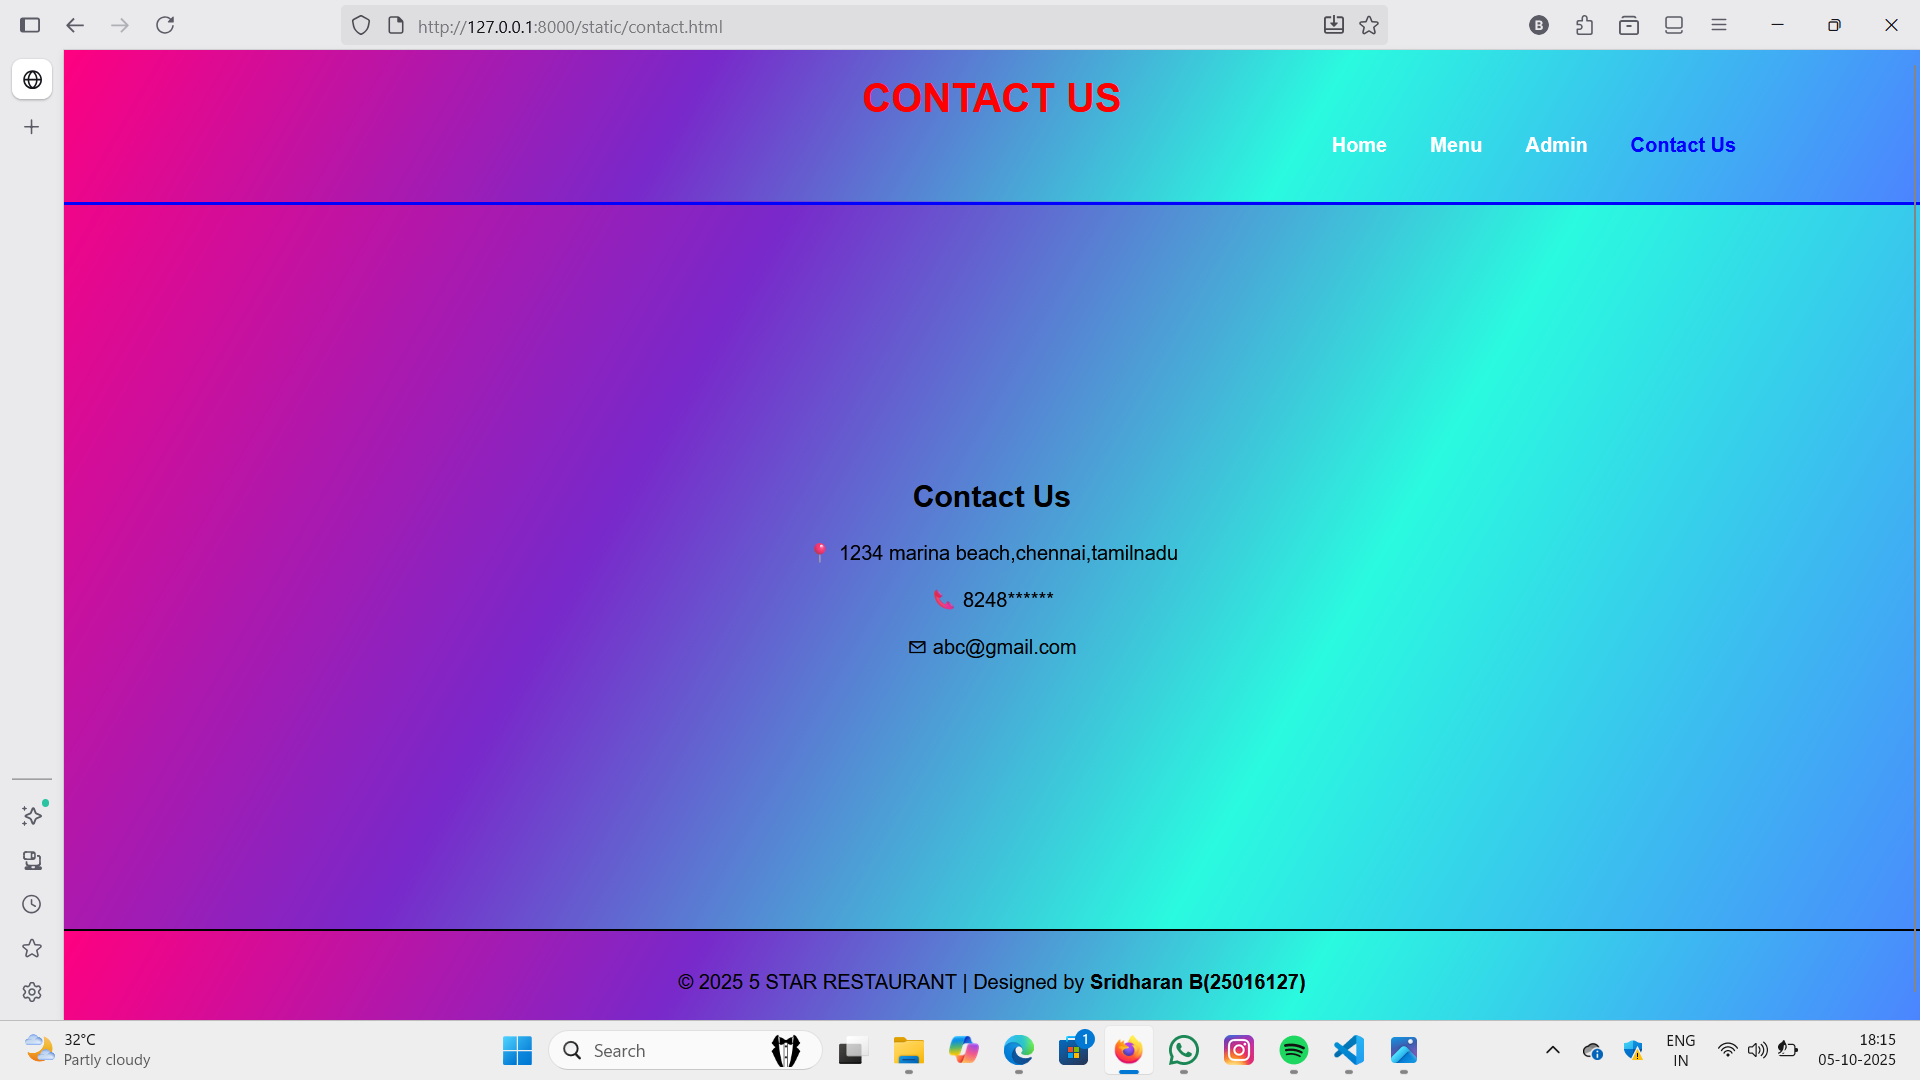 B
http://127.0.0.1:8000/static/contact.html
CONTACT US
Home Menu Admin Contact Us
Contact Us
1234 marina beach,chennai,tamilnadu
8248******
abc@gmail.com
© 2025 5 STAR RESTAURANT | Designed by Sridharan B(25016127)
32°C
Partly cloudy
Search
1
ENG
IN
18:15
05-10-2025